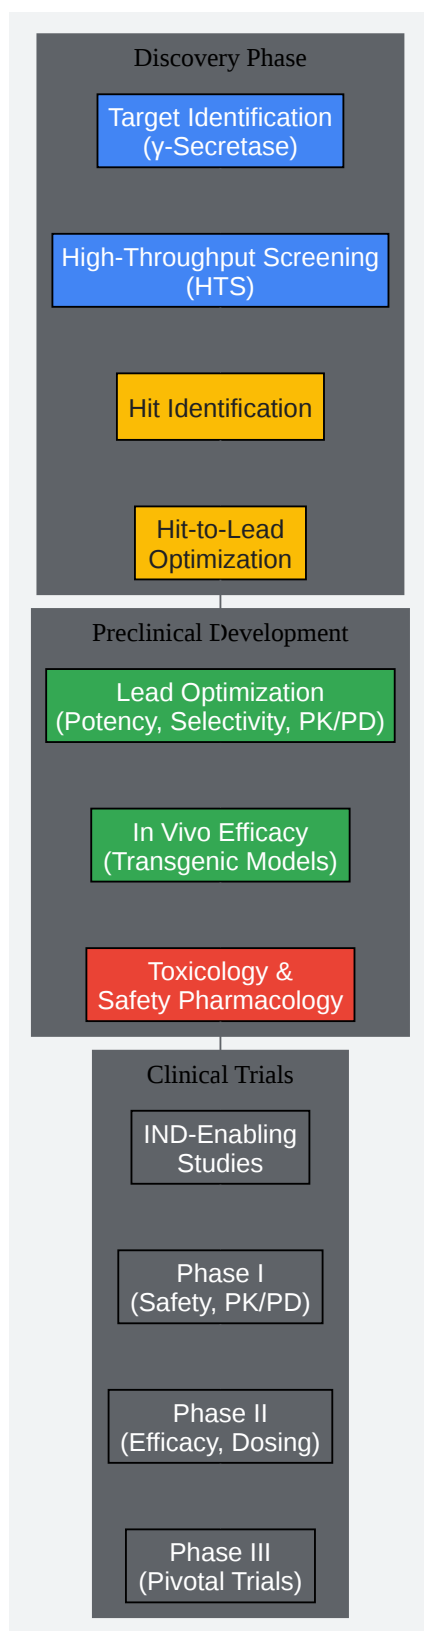 Discovery Phase
Target Identification
(γ-Secretase)
High-Throughput Screening
(HTS)
Hit Identification
Hit-to-Lead
Optimization
Preclinical Development
Lead Optimization
(Potency, Selectivity, PK/PD)
In Vivo Efficacy
(Transgenic Models)
Toxicology &
Safety Pharmacology
Clinical Trials
IND-Enabling
Studies
Phase I
(Safety, PK/PD)
Phase II
(Efficacy, Dosing)
Phase III
(Pivotal Trials)